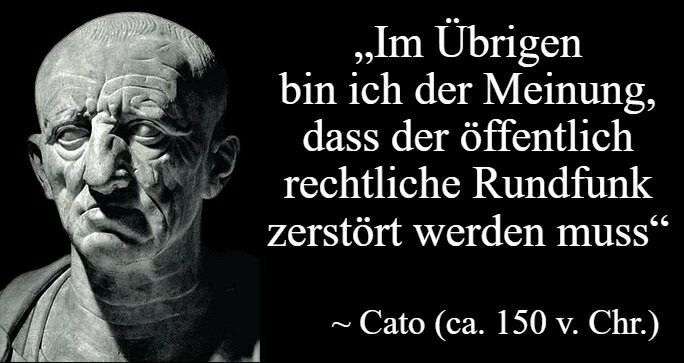 „Im Übrigen
bin ich der Meinung,
dass der öffentlich
rechtliche Rundfunk
zerstört werden muss“
~ Cato (ca. 150 v. Chr.)